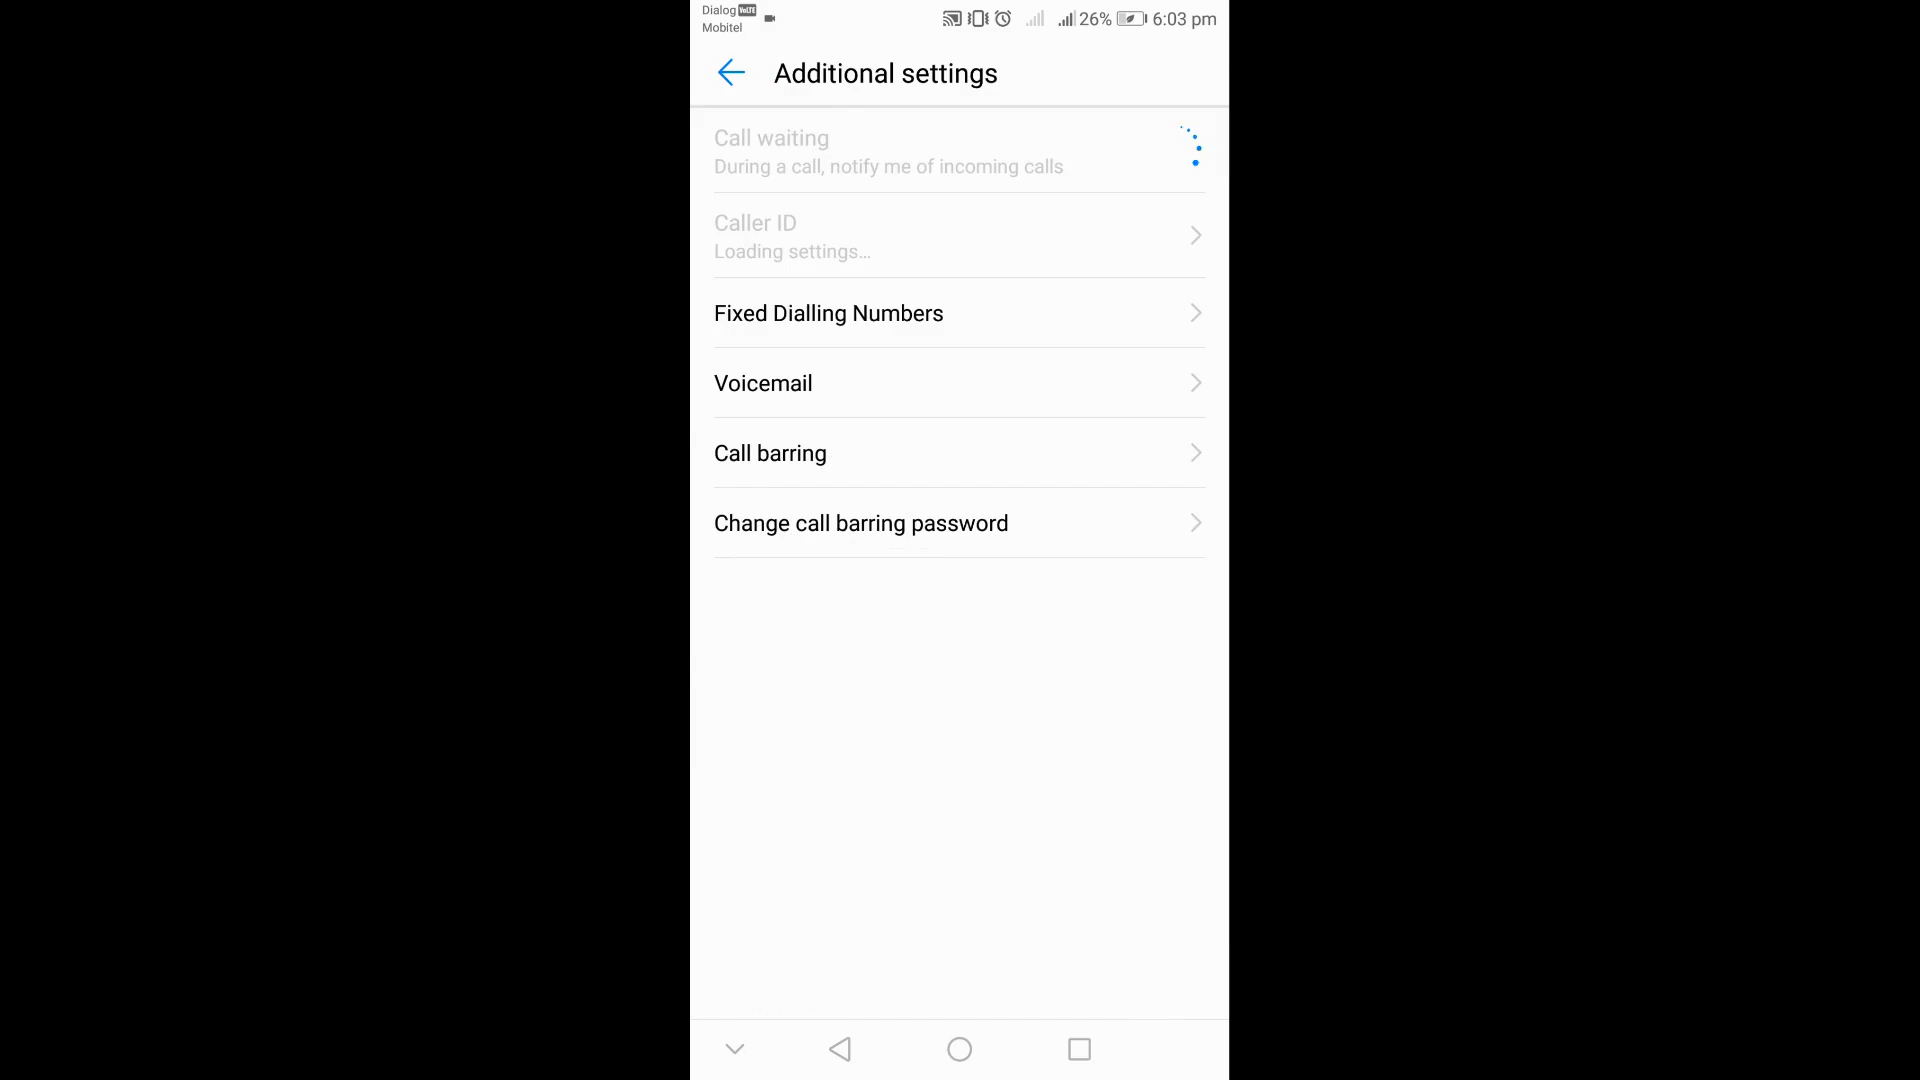 Dialog VoLTE
Mobitel
26% 6:03 pm
Additional settings
Call waiting
During a call, notify me of incoming calls
Caller ID
Loading settings...
Fixed Dialling Numbers
Voicemail
Call barring
Change call barring password